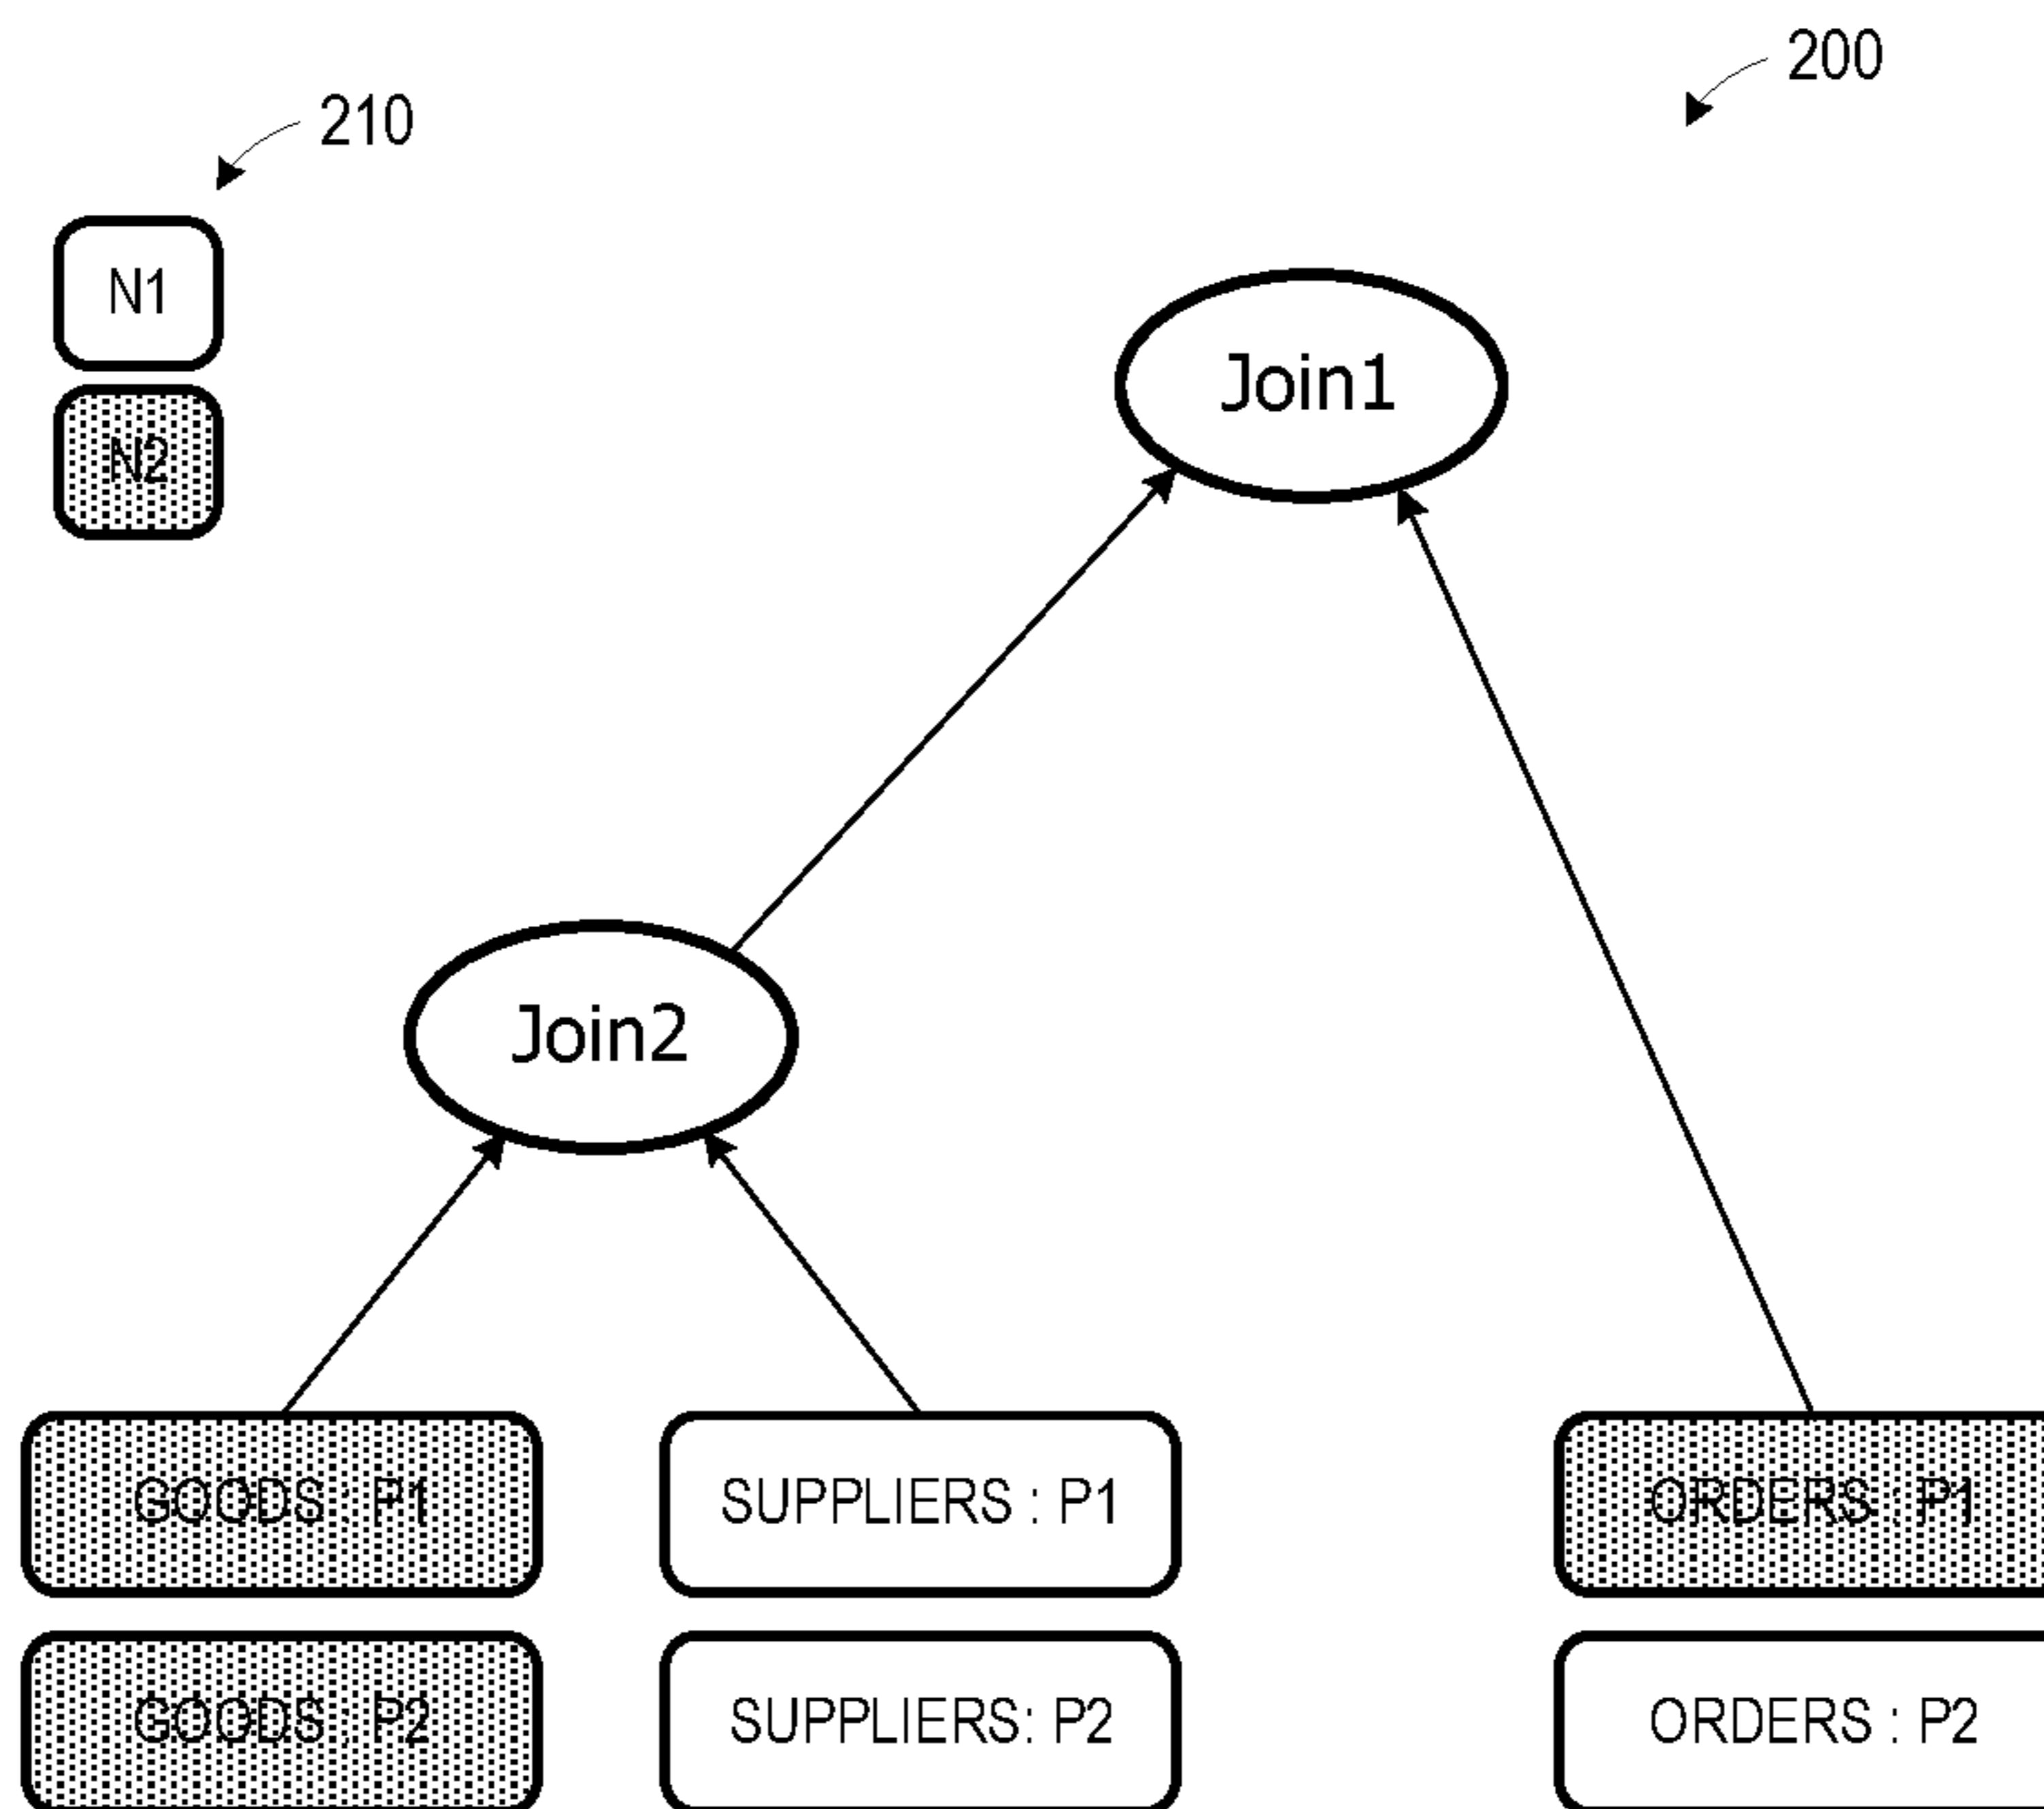 200
210
N1
N2
Join1
Join2
GOODS : P1
SUPPLIERS : P1
ORDERS : P1
GOODS : P2
SUPPLIERS: P2
ORDERS : P2